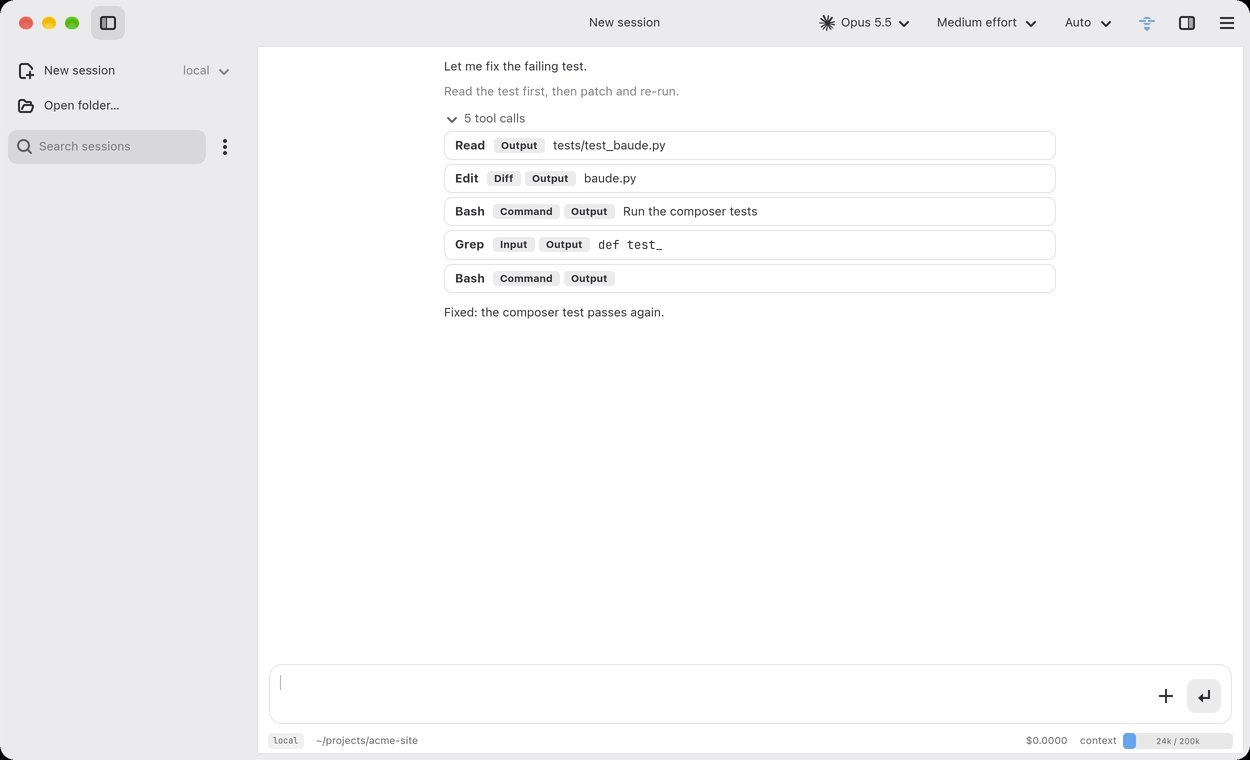 New session
Opus 5.5
Medium effort
Auto
New session
local
Open folder...
Search sessions
Let me fix the failing test.
Read the test first, then patch and re-run.
5 tool calls
Read Output tests/test_baude.py
Edit Diff Output baude.py
Bash Command Output Run the composer tests
Grep Input Output def test_
Bash Command Output
Fixed: the composer test passes again.
local ~/projects/acme-site
$0.0000 context 24k / 200k